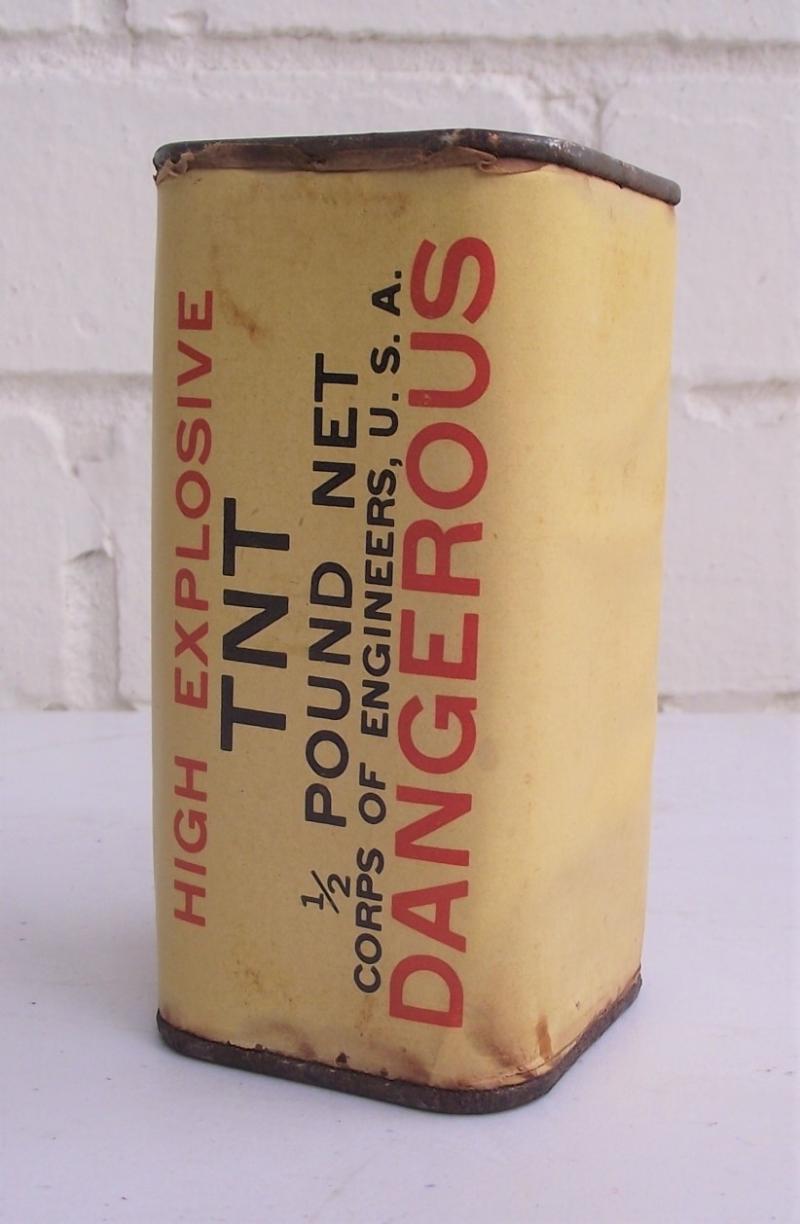 HIGH EXPLOSIVE
TNT
1/2 POUND NET
CORPS OF ENGINEERS, U. S. A.
DANGEROUS